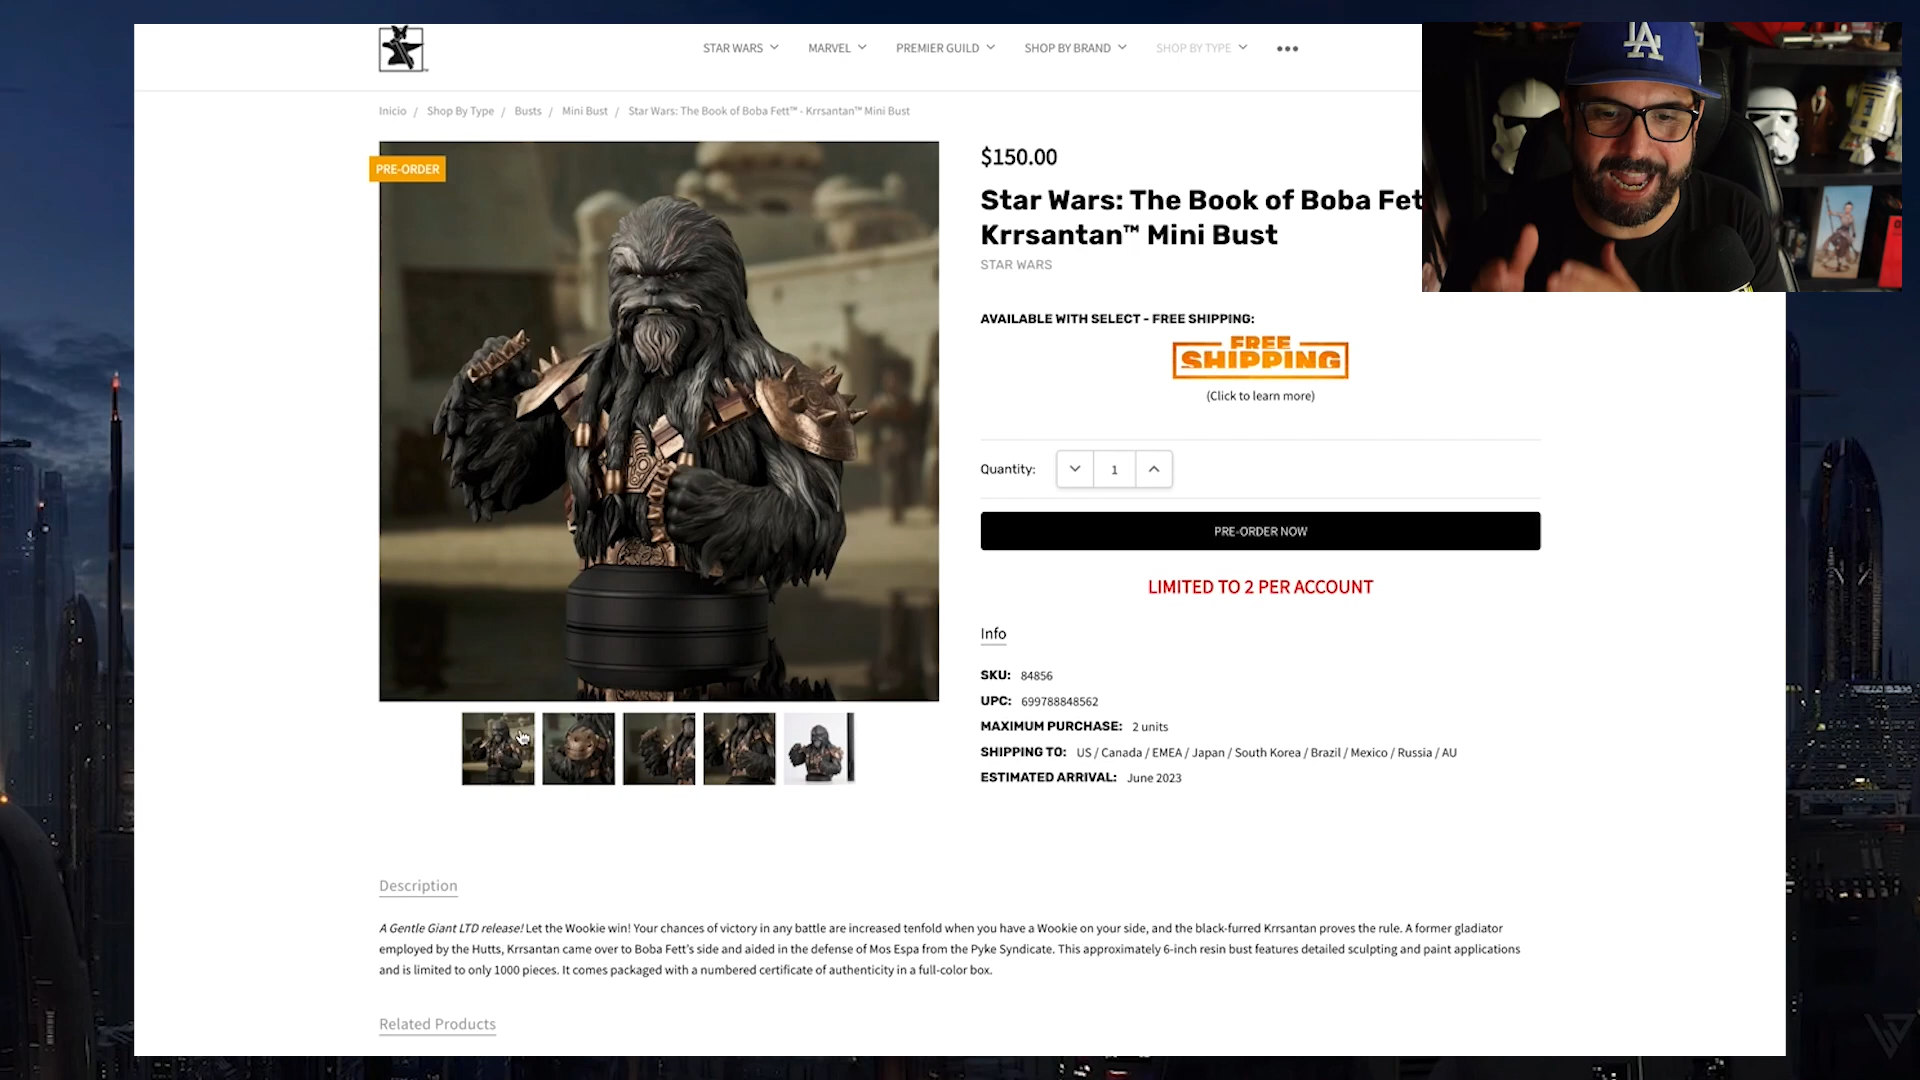 STAR WARS
MARVEL
PREMIER GUILD
SHOP BY BRAND
SHOP BY TYPE
Inicio / Shop By Type / Busts / Mini Bust / Star Wars: The Book of Boba Fett™ - Krrsantan™ Mini Bust
PRE-ORDER
$150.00
Star Wars: The Book of Boba Fet
Krrsantan™ Mini Bust
STAR WARS
AVAILABLE WITH SELECT - FREE SHIPPING:
FREE
SHIPPING
(Click to learn more)
Quantity: 1
PRE-ORDER NOW
LIMITED TO 2 PER ACCOUNT
Info
SKU: 84856
UPC: 699788848562
MAXIMUM PURCHASE: 2 units
SHIPPING TO: US / Canada / EMEA / Japan / South Korea / Brazil / Mexico / Russia / AU
ESTIMATED ARRIVAL: June 2023
Description
A Gentle Giant LTD release! Let the Wookie win! Your chances of victory in any battle are increased tenfold when you have a Wookie on your side, and the black-furred Krrsantan proves the rule. A former gladiator
employed by the Hutts, Krrsantan came over to Boba Fett's side and aided in the defense of Mos Espa from the Pyke Syndicate. This approximately 6-inch resin bust features detailed sculpting and paint applications
and is limited to only 1000 pieces. It comes packaged with a numbered certificate of authenticity in a full-color box.
Related Products
LA